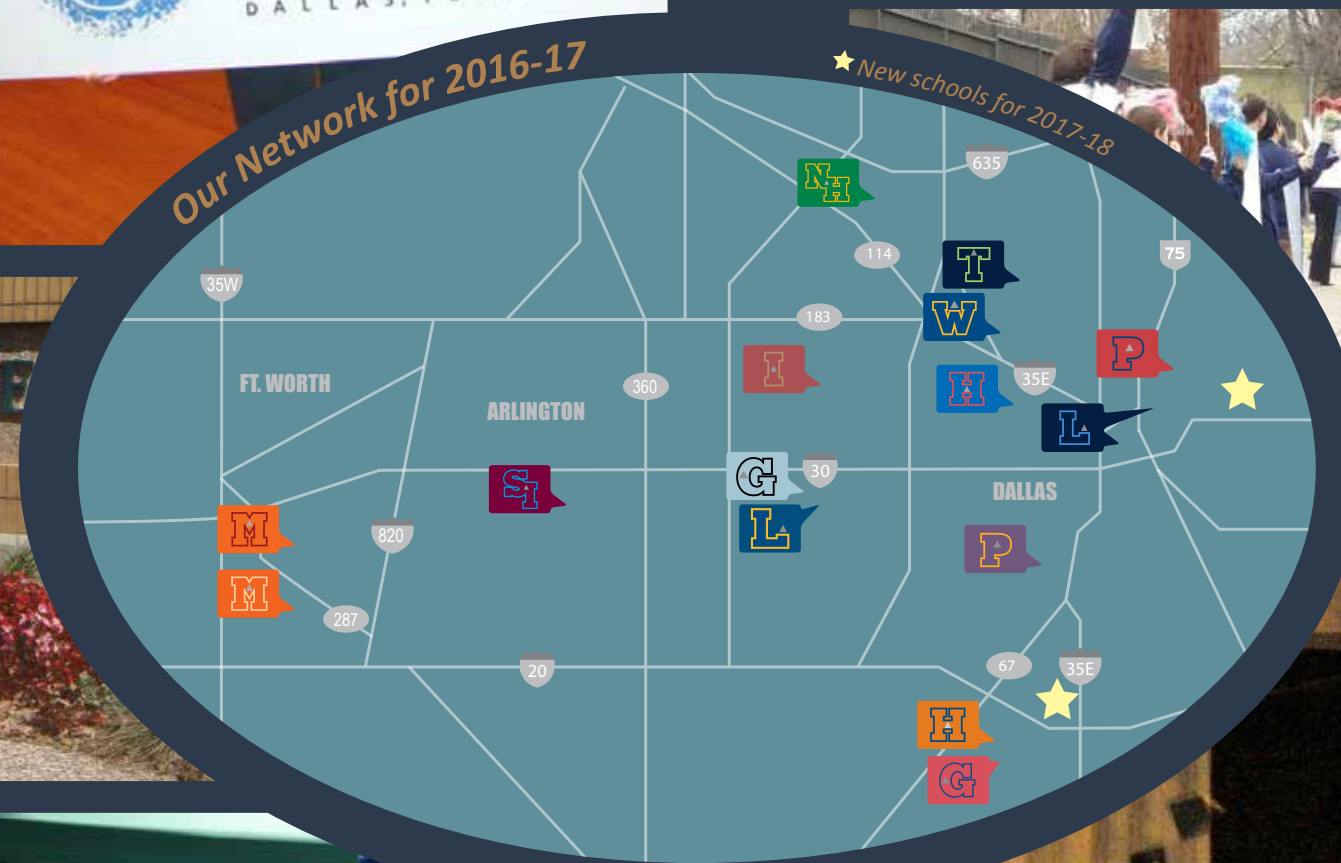 DALLAS,
Our Network for 2016-17
New schools for 2017-18
635
NH
114
T
75
35W
183
W
I
P
360
35E
FT. WORTH
H
ARLINGTON
L
G
30
SI
DALLAS
M
L
820
P
M
287
20
67
35E
H
G